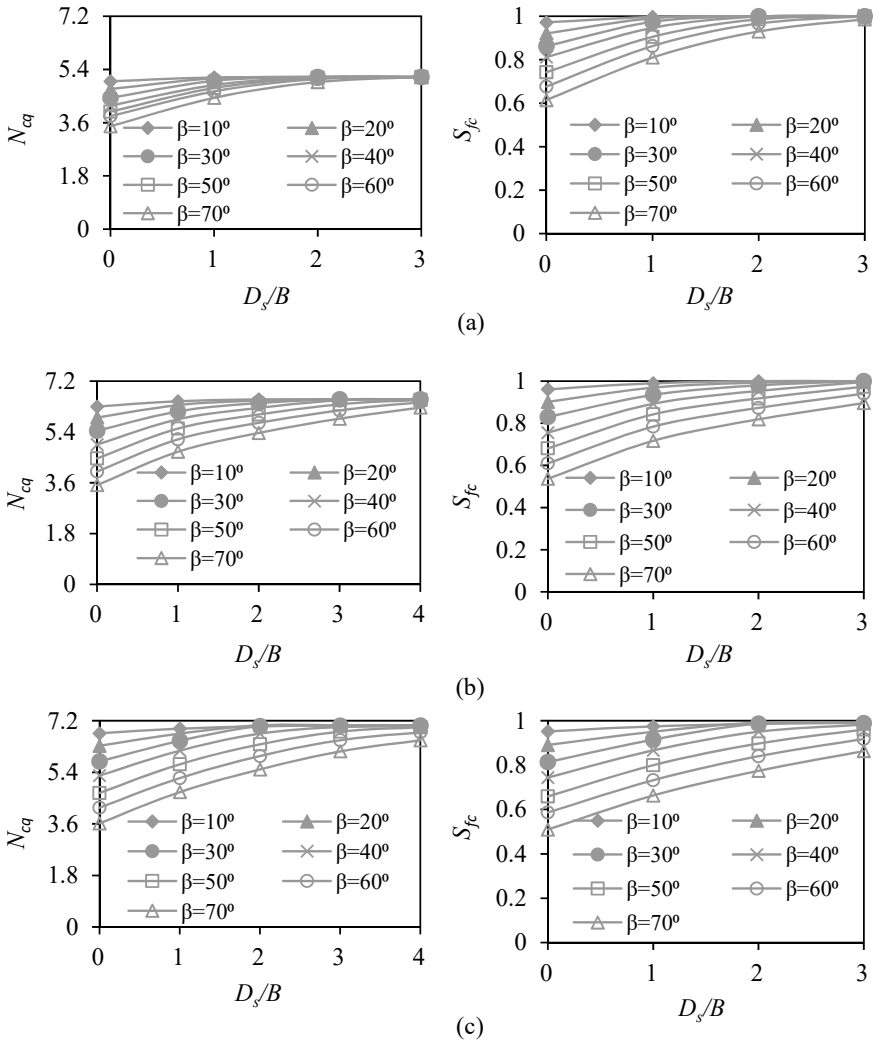 7.2
5.4
3.6
1.8
0
N_cq
β=10º β=20º
β=30º β=40º
β=50º β=60º
β=70º
0 1 2 3
D_s/B
1
0.8
0.6
0.4
0.2
0
S_fc
β=10º β=20º
β=30º β=40º
β=50º β=60º
β=70º
0 1 2 3
D_s/B
(a)
7.2
5.4
3.6
1.8
0
N_cq
β=10º β=20º
β=30º β=40º
β=50º β=60º
β=70º
0 1 2 3 4
D_s/B
1
0.8
0.6
0.4
0.2
0
S_fc
β=10º β=20º
β=30º β=40º
β=50º β=60º
β=70º
0 1 2 3
D_s/B
(b)
7.2
5.4
3.6
1.8
0
N_cq
β=10º β=20º
β=30º β=40º
β=50º β=60º
β=70º
0 1 2 3 4
D_s/B
1
0.8
0.6
0.4
0.2
0
S_fc
β=10º β=20º
β=30º β=40º
β=50º β=60º
β=70º
0 1 2 3
D_s/B
(c)